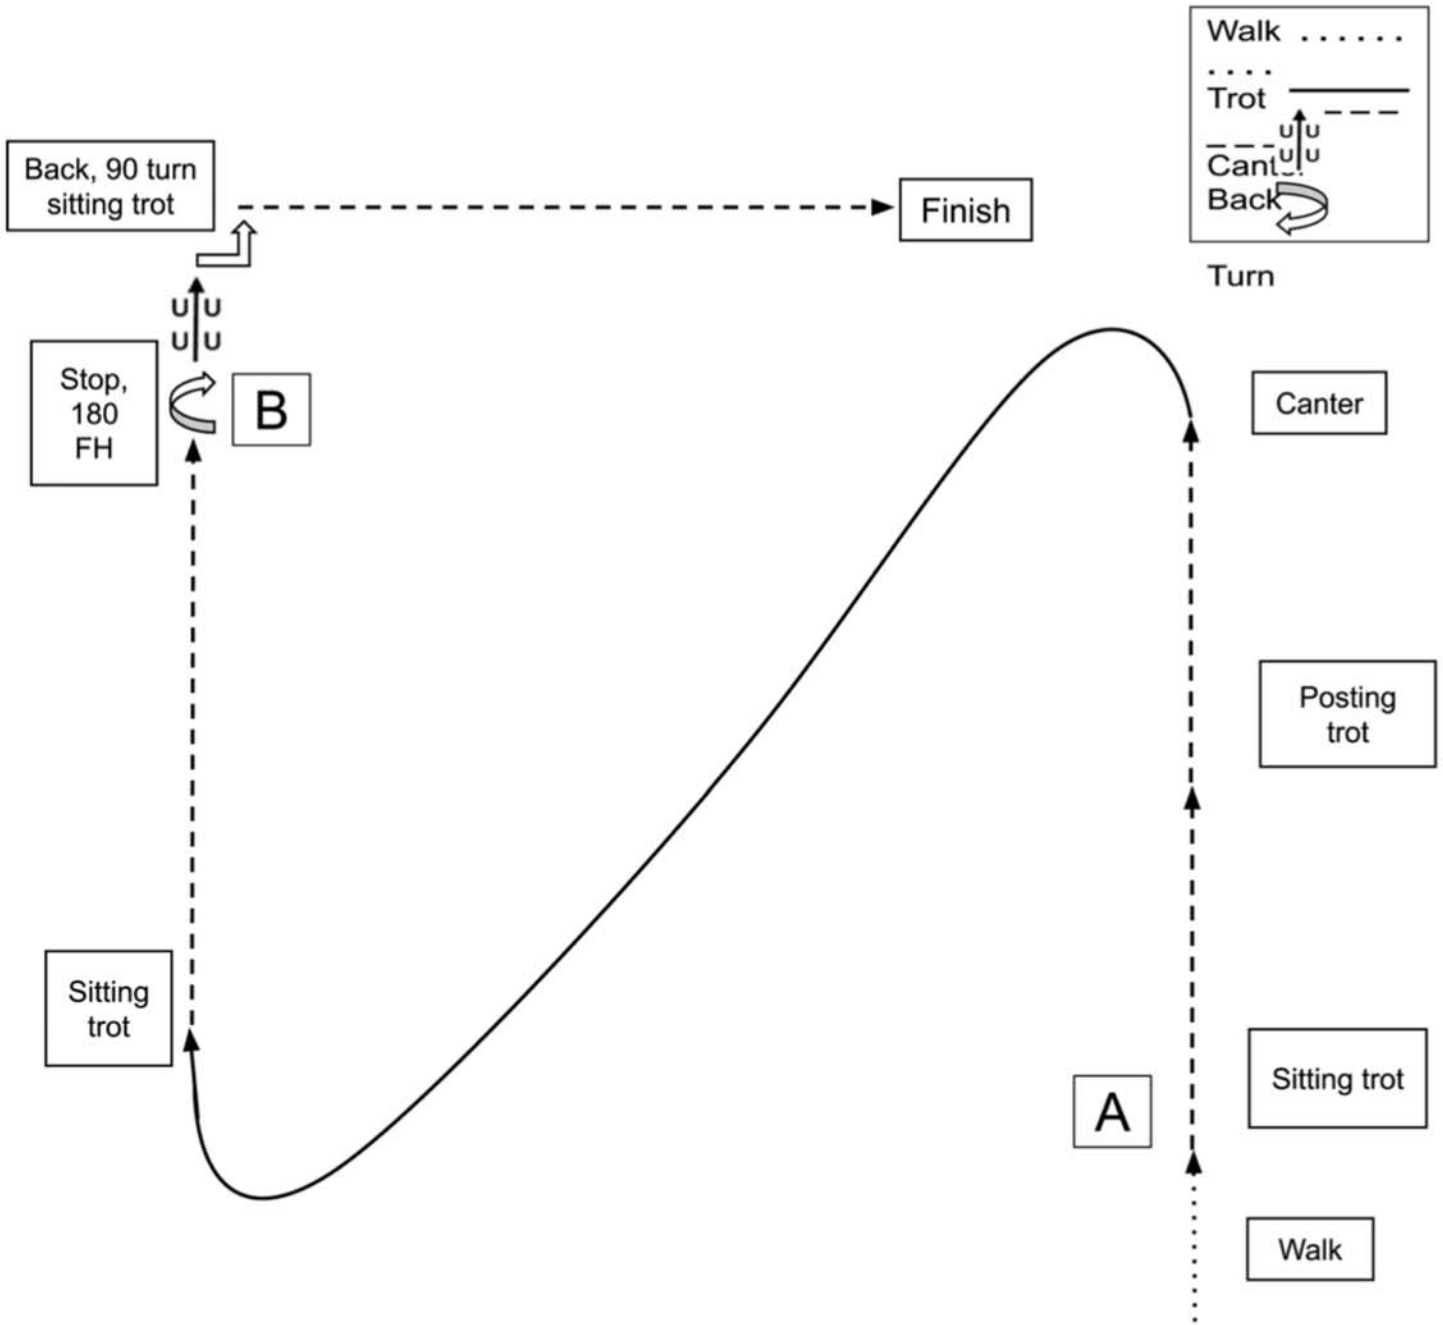 Walk
Trot
Cant
Back
Turn
Back, 90 turn
sitting trot
Finish
U U
U U
U U
U U
Stop,
180
FH
B
Canter
Posting
trot
Sitting
trot
Sitting trot
A
Walk